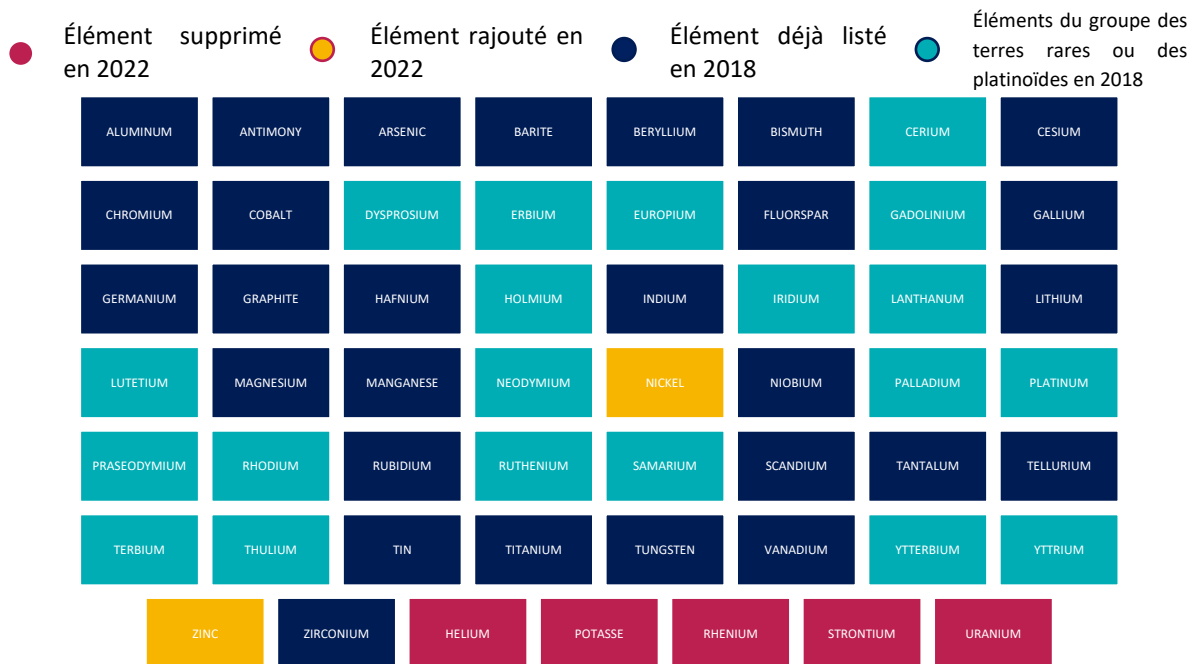 Élément supprimé
en 2022
Élément rajouté en
2022
Élément déjà listé
en 2018
Éléments du groupe des
terres rares ou des
platinoïdes en 2018
ALUMINUM
ANTIMONY
ARSENIC
BARITE
BERYLLIUM
BISMUTH
CERIUM
CESIUM
CHROMIUM
COBALT
DYSPROSIUM
ERBIUM
EUROPIUM
FLUORSPAR
GADOLINIUM
GALLIUM
GERMANIUM
GRAPHITE
HAFNIUM
HOLMIUM
INDIUM
IRIDIUM
LANTHANUM
LITHIUM
LUTETIUM
MAGNESIUM
MANGANESE
NEODYMIUM
NICKEL
NIOBIUM
PALLADIUM
PLATINUM
PRASEODYMIUM
RHODIUM
RUBIDIUM
RUTHENIUM
SAMARIUM
SCANDIUM
TANTALUM
TELLURIUM
TERBIUM
THULIUM
TIN
TITANIUM
TUNGSTEN
VANADIUM
YTTERBIUM
YTTRIUM
ZINC
ZIRCONIUM
HELIUM
POTASSE
RHENIUM
STRONTIUM
URANIUM